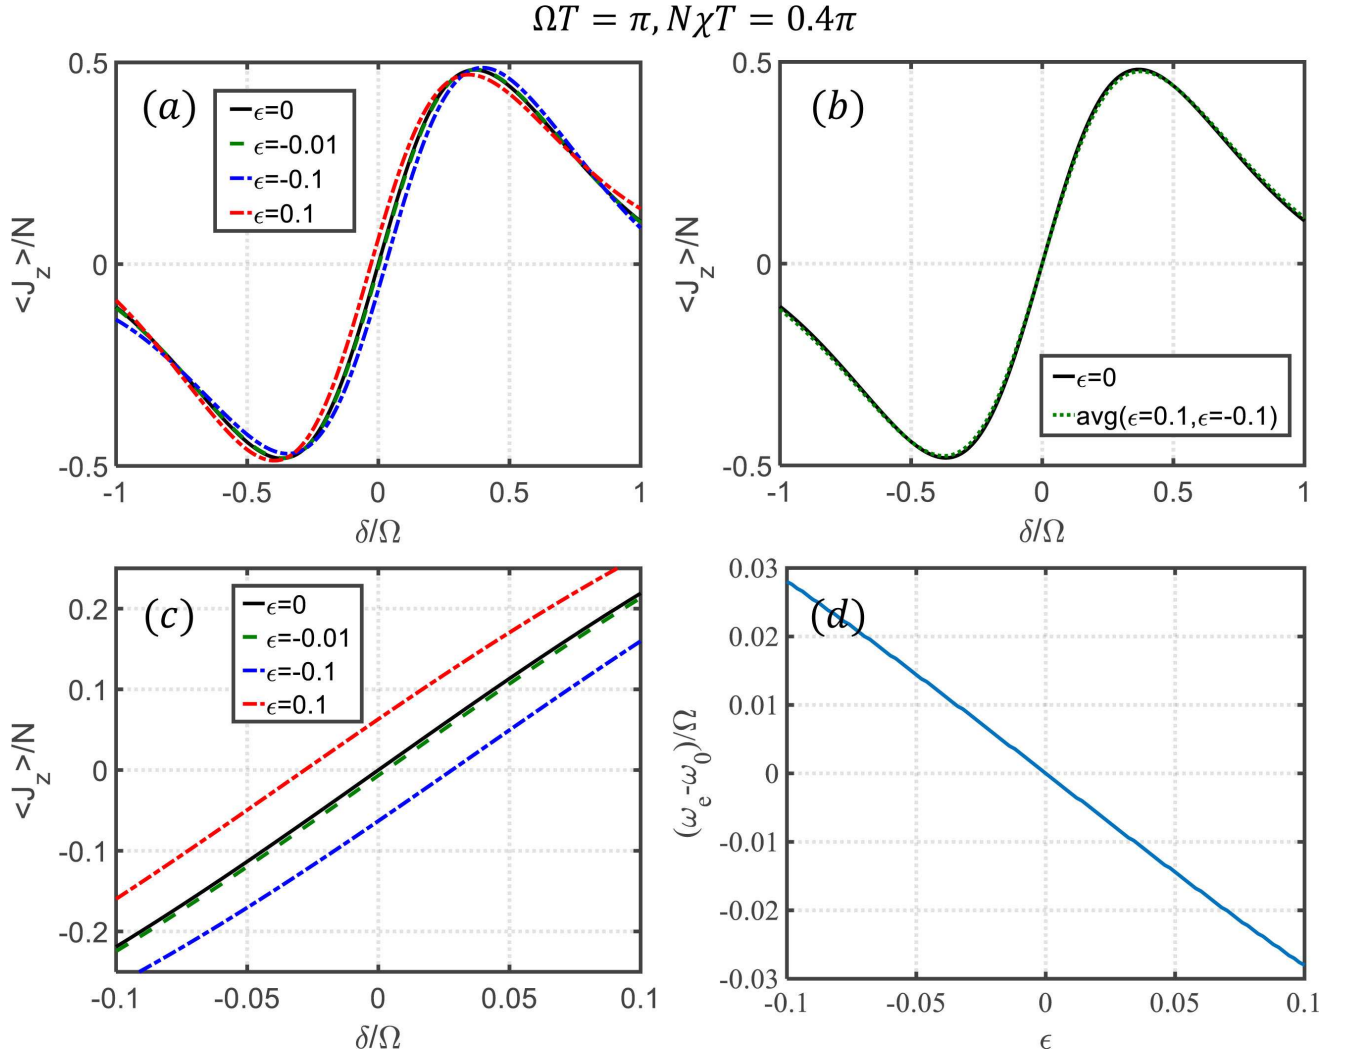 ΩT = π, NχT = 0.4π
(a)
0.5
0
-0.5
<J_z>/N
ϵ=0
ϵ=-0.01
ϵ=-0.1
ϵ=0.1
-1 -0.5 0 0.5 1
δ/Ω
(b)
0.5
0
-0.5
<J_z>/N
ϵ=0
avg(ϵ=0.1,ϵ=-0.1)
-1 -0.5 0 0.5 1
δ/Ω
(c)
0.2
0.1
0
-0.1
-0.2
<J_z>/N
ϵ=0
ϵ=-0.01
ϵ=-0.1
ϵ=0.1
-0.1 -0.05 0 0.05 0.1
δ/Ω
(d)
0.03
0.02
0.01
0
-0.01
-0.02
-0.03
(ω_e-ω_0)/Ω
-0.1 -0.05 0 0.05 0.1
ϵ